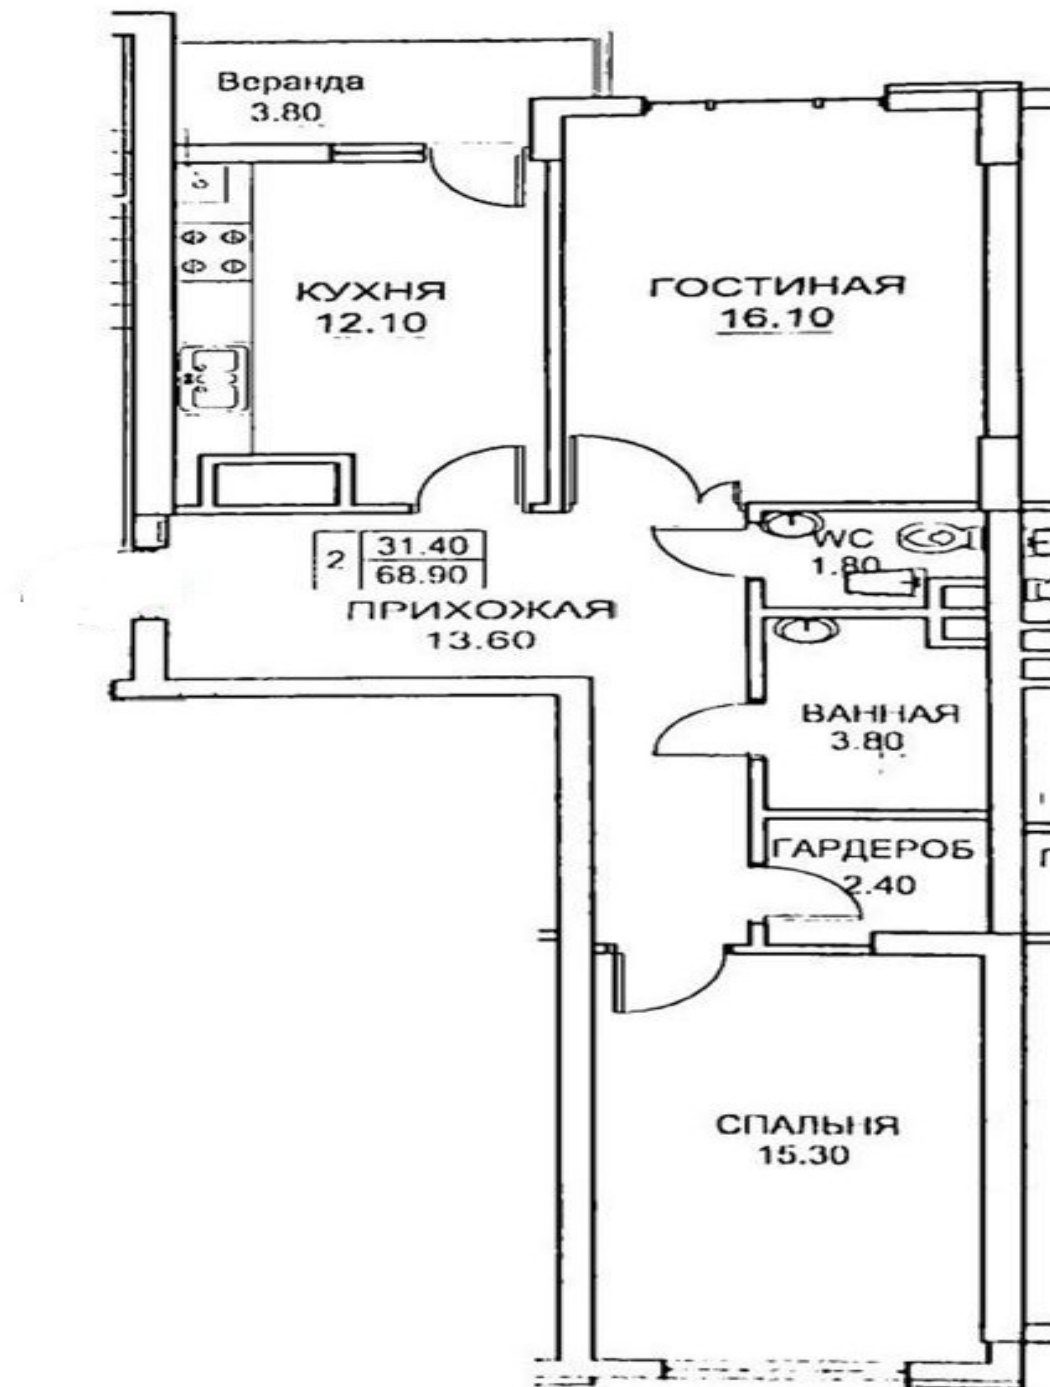 Веранда
3.80
КУХНЯ
12.10
ГОСТИНАЯ
16.10
2
31.40
68.90
ПРИХОЖАЯ
13.60
WC
1.80
ВАННАЯ
3.80
ГАРДЕРОБ
2.40
СПАЛЬНЯ
15.30